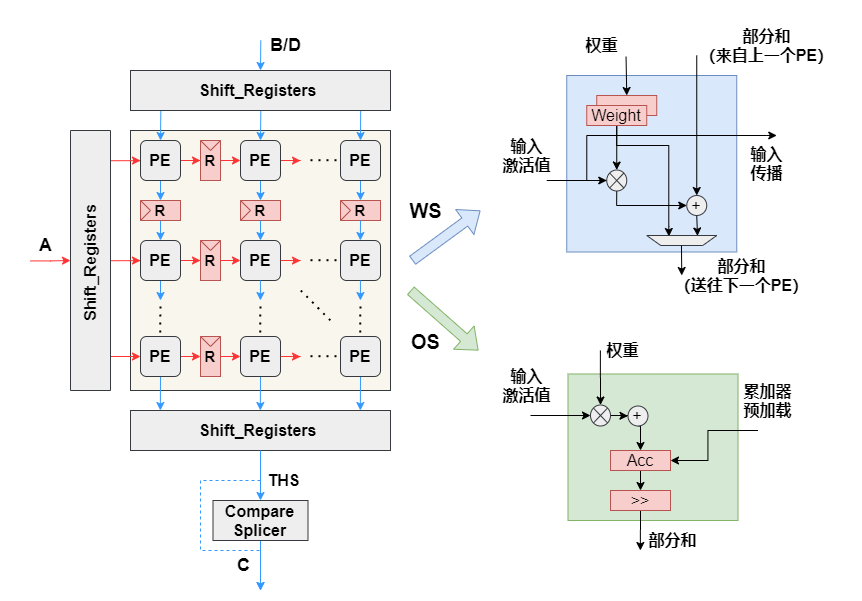 B/D
Shift_Registers
A
Shift_Registers
PE
R
PE
PE
R
R
R
PE
R
PE
PE
PE
R
PE
PE
Shift_Registers
THS
Compare
Splicer
C
WS
OS
权重
部分和
(来自上一个PE)
Weight
输入
激活值
输入
传播
+
部分和
(送往下一个PE)
权重
输入
激活值
累加器
预加载
+
Acc
>>
部分和